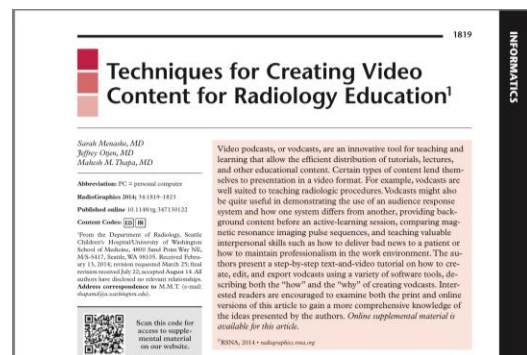 1819
INFORMATICS
Techniques for Creating Video
Content for Radiology Education¹
Sarah Menashe, MD
Jeffrey Otjen, MD
Mahesh M. Thapa, MD
Abbreviation: PC = personal computer
RadioGraphics 2014; 34:1819–1823
Published online 10.1148/rg.347130122
Content Codes: ED IN
¹From the Department of Radiology, Seattle
Children's Hospital/University of Washington
School of Medicine, 4800 Sand Point Way NE,
M/S-5417, Seattle, WA 98105. Received Febru-
ary 15, 2014; revision requested March 25; final
revision received July 22; accepted August 14. All
authors have disclosed no relevant relationships.
Address correspondence to M.M.T. (e-mail:
thapamd@u.washington.edu).
Scan this code for
access to supple-
mental material
on our website.
Video podcasts, or vodcasts, are an innovative tool for teaching and
learning that allow the efficient distribution of tutorials, lectures,
and other educational content. Certain types of content lend them-
selves to presentation in a video format. For example, vodcasts are
well suited to teaching radiologic procedures. Vodcasts might also
be quite useful in demonstrating the use of an audience response
system and how one system differs from another, providing back-
ground content before an active-learning session, comparing mag-
netic resonance imaging pulse sequences, and teaching valuable
interpersonal skills such as how to deliver bad news to a patient or
how to maintain professionalism in the work environment. The au-
thors present a step-by-step text-and-video tutorial on how to cre-
ate, edit, and export vodcasts using a variety of software tools, de-
scribing both the "how" and the "why" of creating vodcasts. Inter-
ested readers are encouraged to examine both the print and online
versions of this article to gain a more comprehensive knowledge of
the ideas presented by the authors. Online supplemental material is
available for this article.
©RSNA, 2014 • radiographics.rsna.org